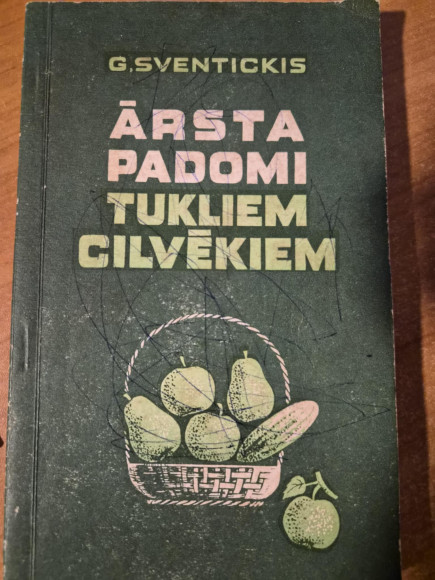 G. SVENTICKIS
ĀRSTA
PADOMI
TUKLIEM
CILVĒKIEM